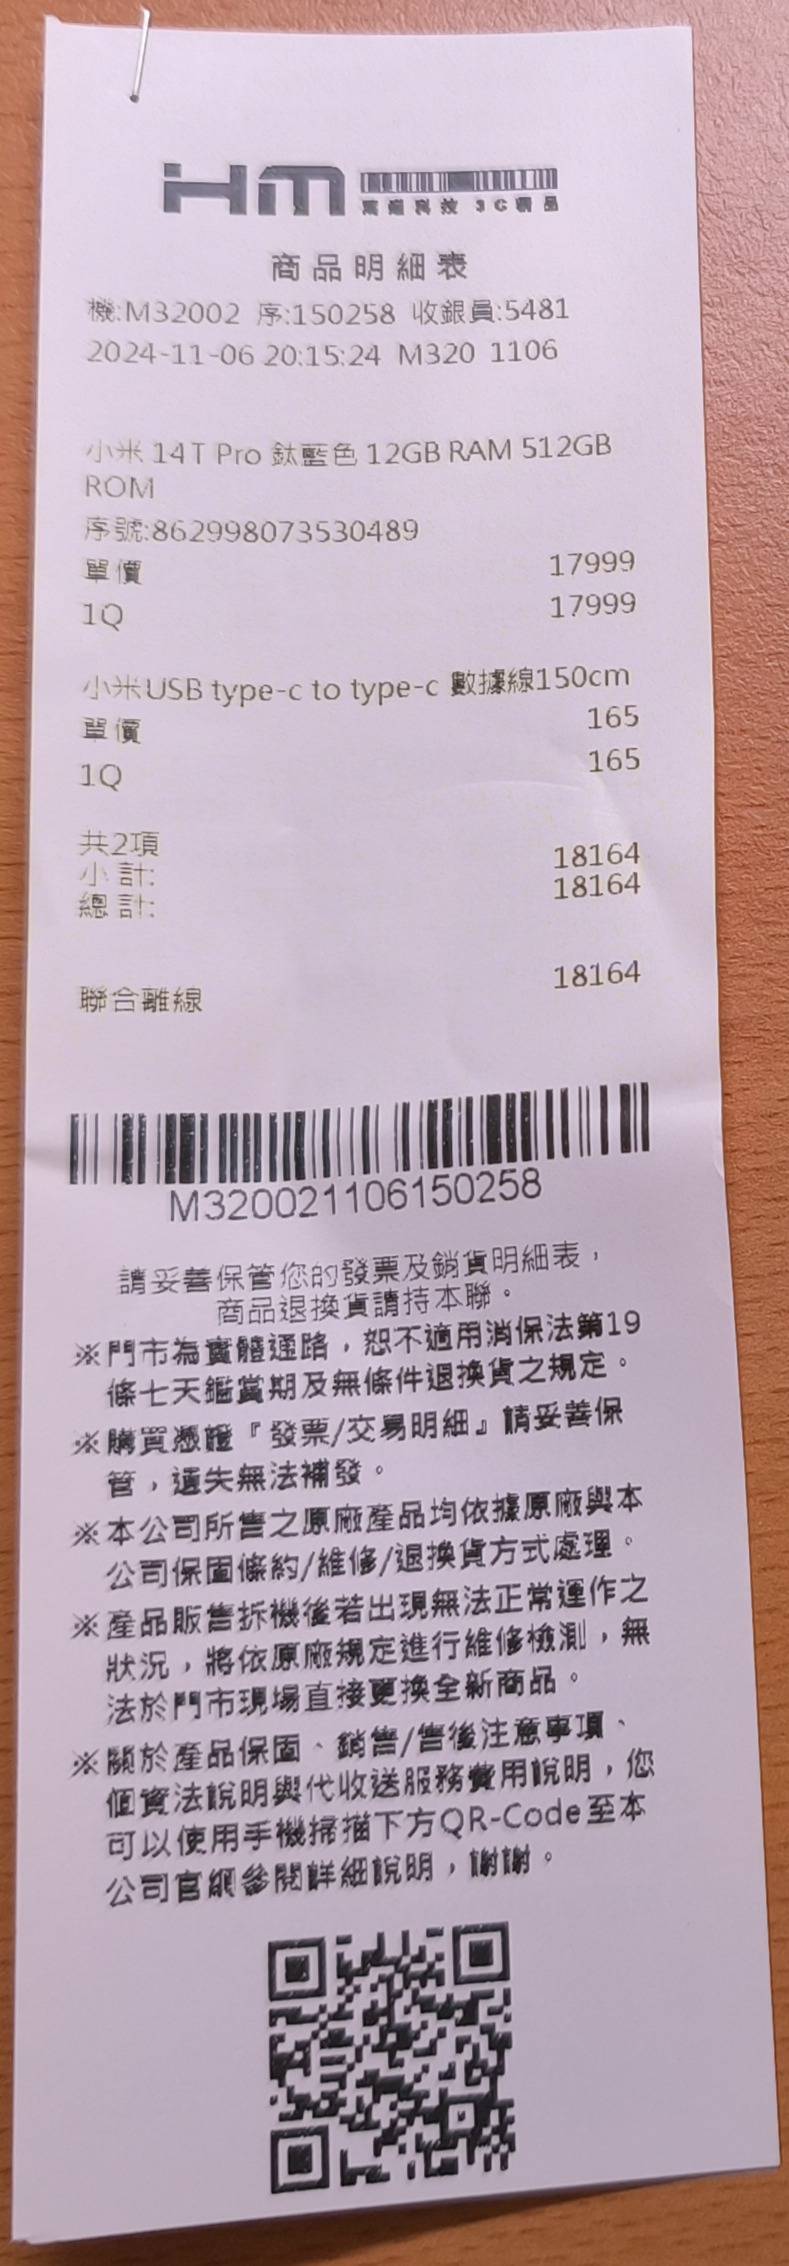 HM
3C精品
商品明細表
機:M32002 序:150258 收銀員:5481
2024-11-06 20:15:24 M320 1106
小米 14T Pro 鈦藍色 12GB RAM 512GB
ROM
序號:862998073530489
單價 17999
1Q 17999
小米USB type-c to type-c 數據線150cm
單價 165
1Q 165
共2項
小 計: 18164
總 計: 18164
聯合離線 18164
M320021106150258
請妥善保管您的發票及銷貨明細表，
商品退換貨請持本聯。
※門市為實體通路，恕不適用消保法第19
條七天鑑賞期及無條件退換貨之規定。
※購買憑證『發票/交易明細』請妥善保
管，遺失無法補發。
※本公司所售之原廠產品均依據原廠與本
公司保固條約/維修/退換貨方式處理。
※產品販售拆機後若出現無法正常運作之
狀況，將依原廠規定進行維修檢測，無
法於門市現場直接更換全新商品。
※關於產品保固、銷售/售後注意事項、
個資法說明與代收送服務費用說明，您
可以使用手機掃描下方QR-Code至本
公司官網參閱詳細說明，謝謝。